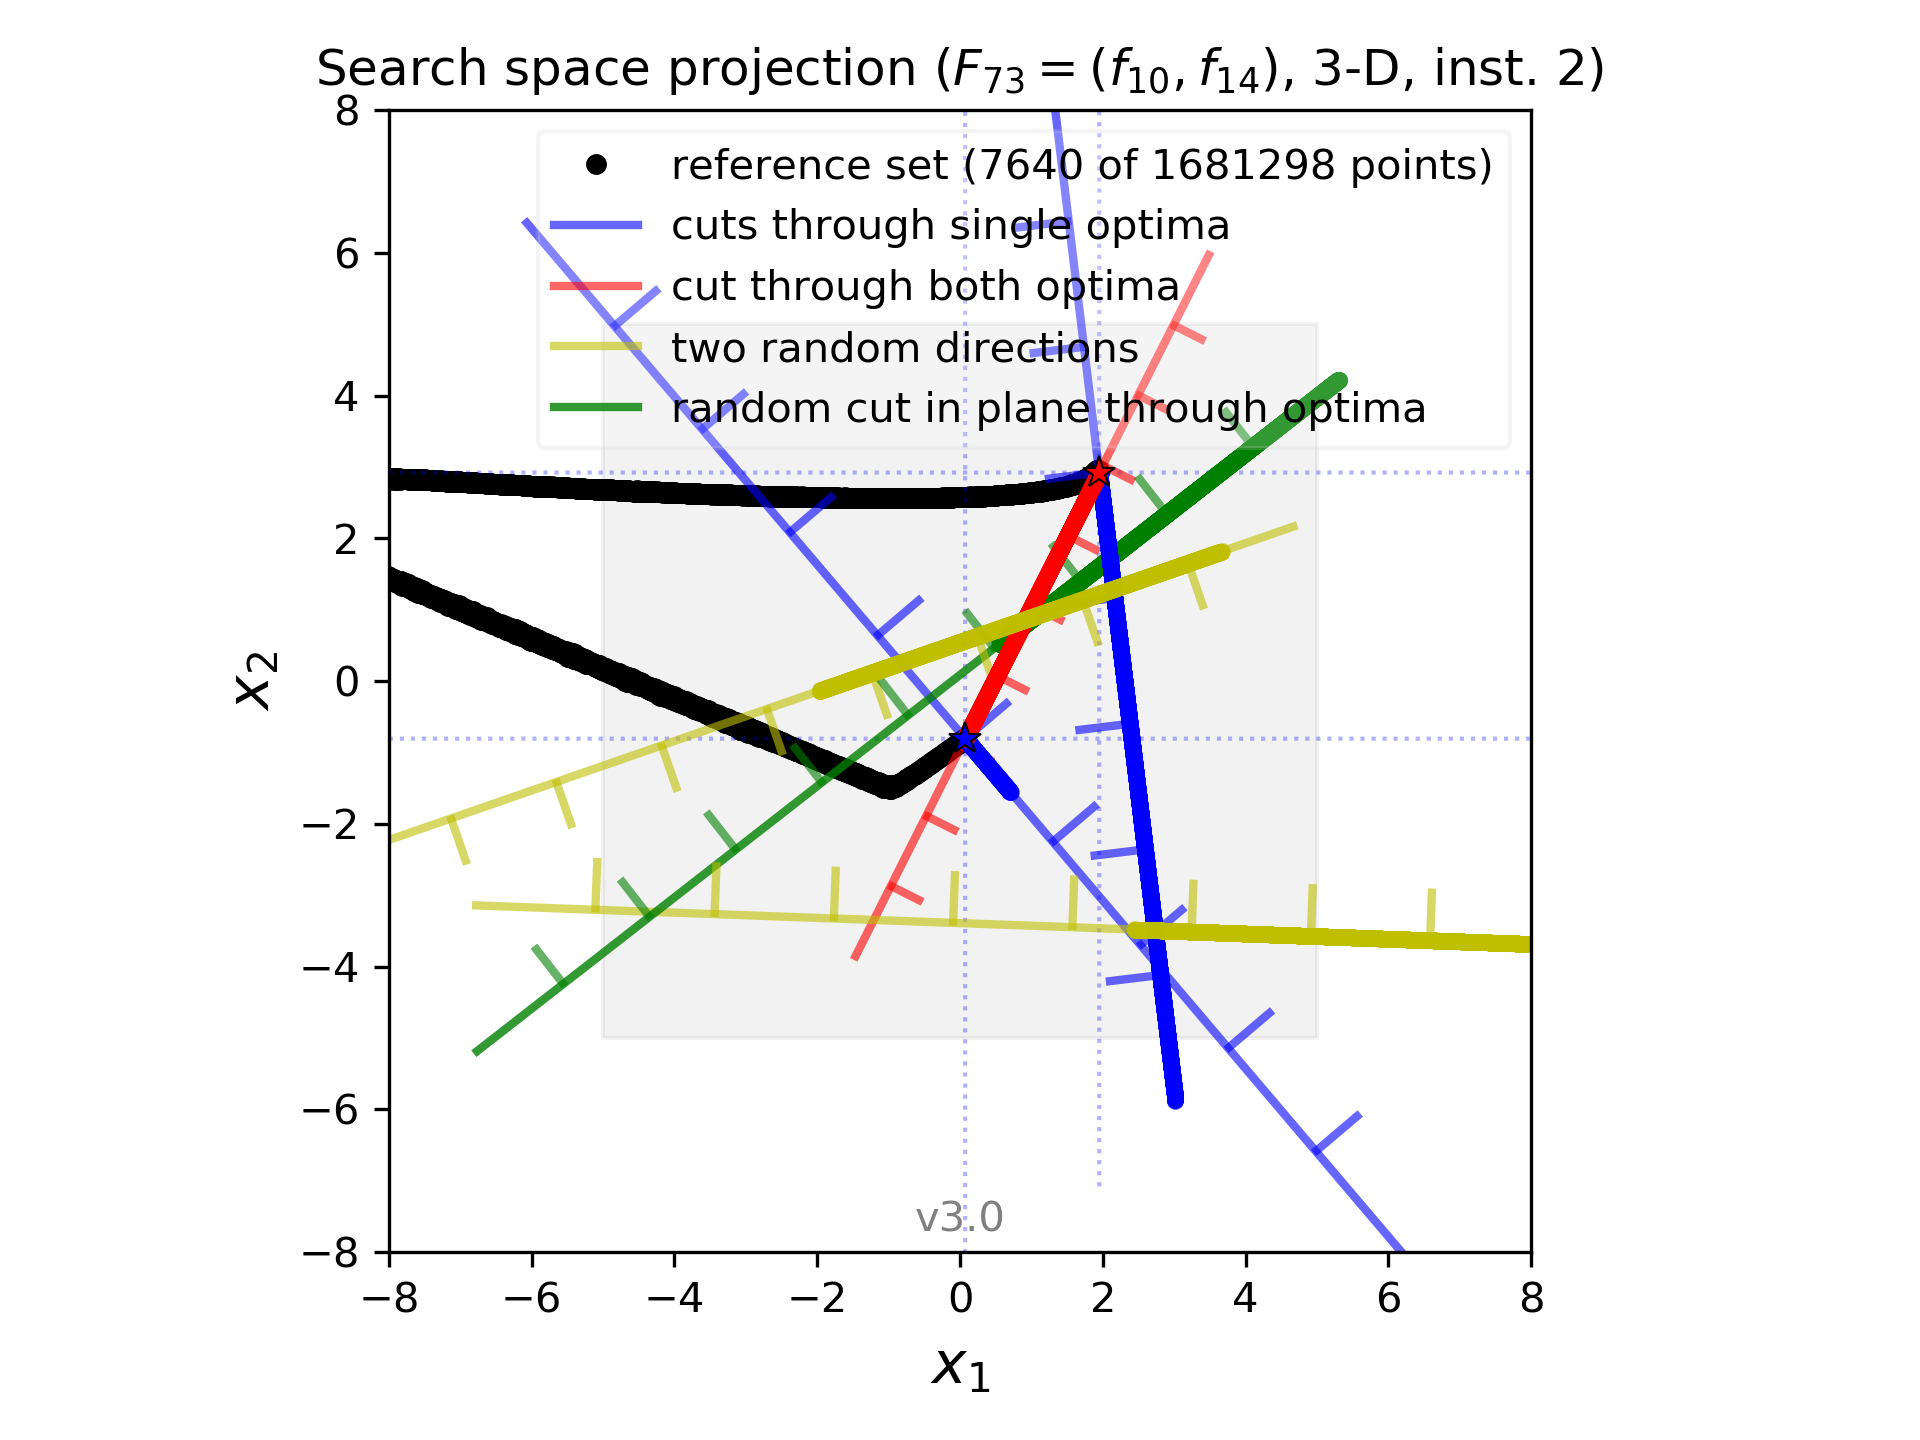 Search space projection (F73 = (f10, f14), 3-D, inst. 2)
reference set (7640 of 1681298 points)
cuts through single optima
cut through both optima
two random directions
random cut in plane through optima
8
6
4
2
0
−2
−4
−6
−8
x2
v3.0
−8 −6 −4 −2 0 2 4 6 8
x1